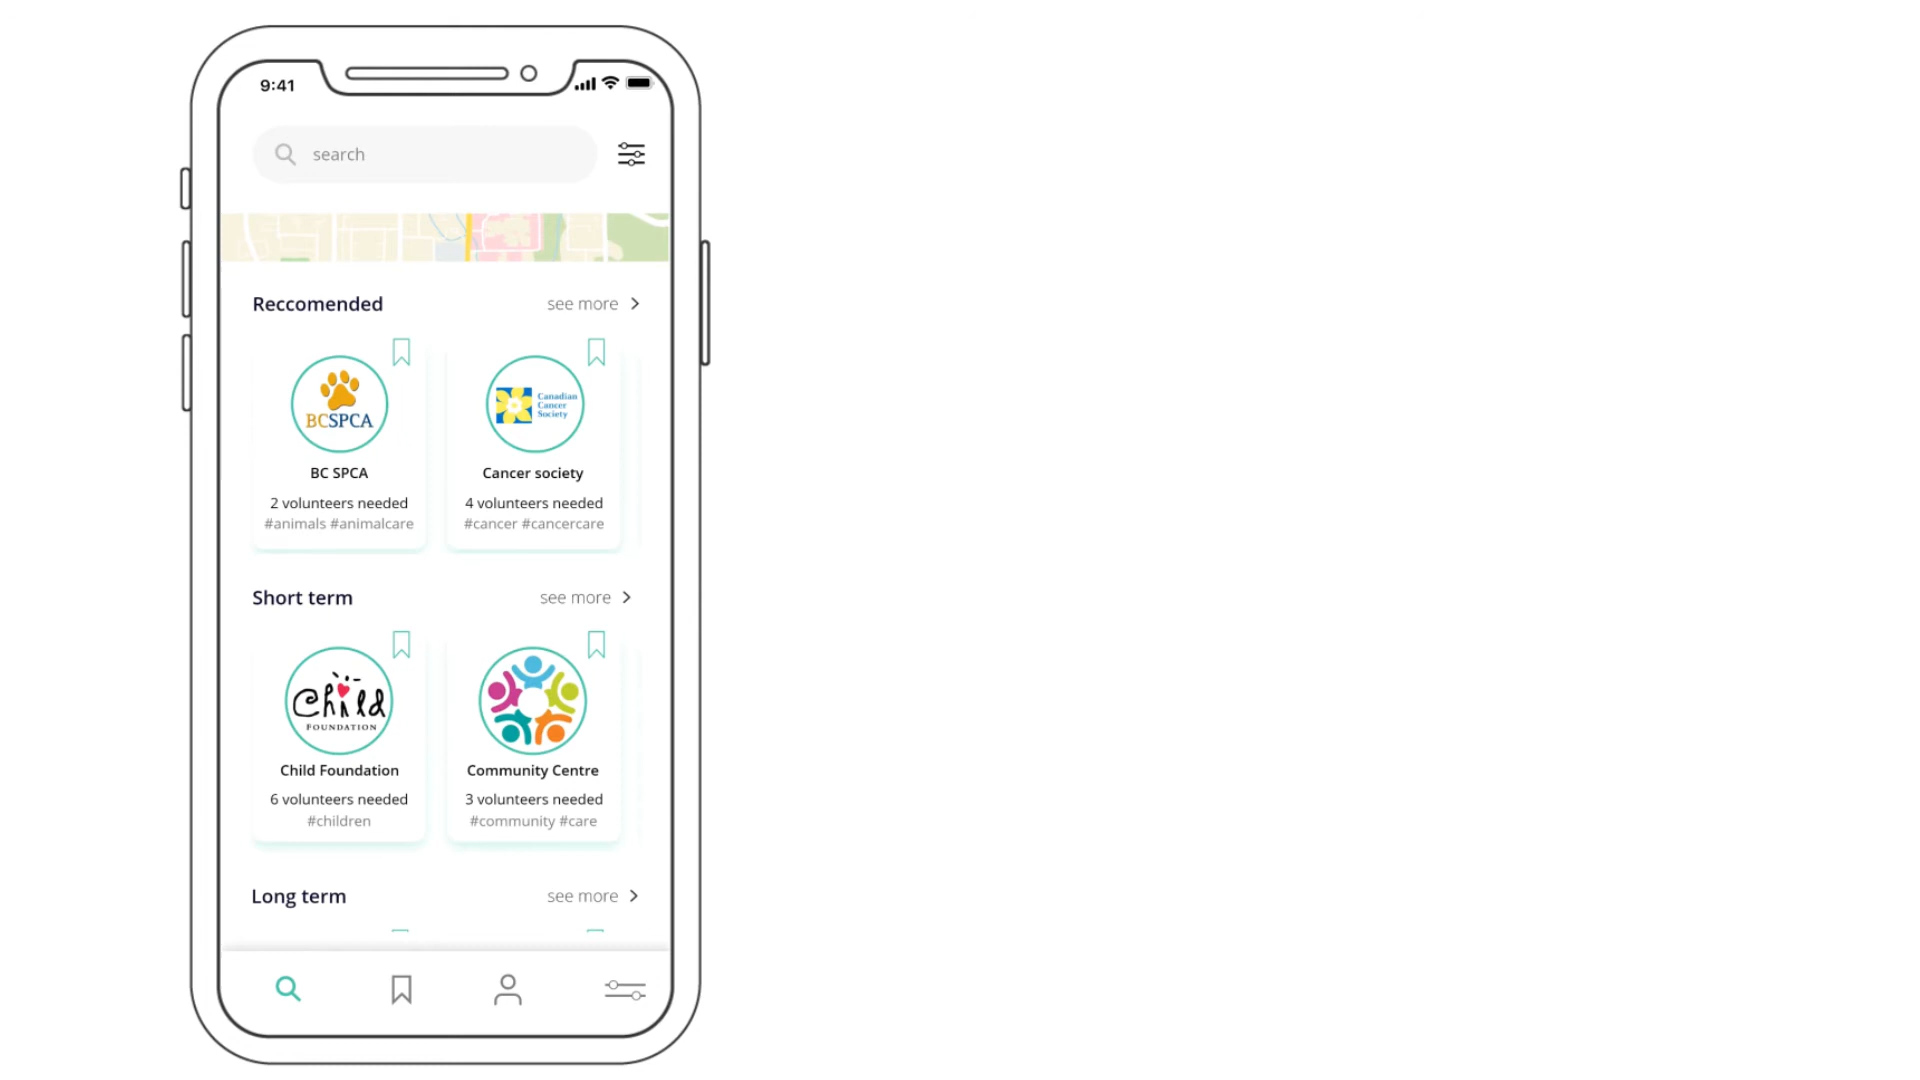 9:41
search
Reccomended
see more
BCSPCA
Canadian
Cancer
Society
BC SPCA
Cancer society
2 volunteers needed
4 volunteers needed
#animals #animalcare
#cancer #cancercare
Short term
see more
Child
FOUNDATION
Child Foundation
Community Centre
6 volunteers needed
3 volunteers needed
#children
#community #care
Long term
see more